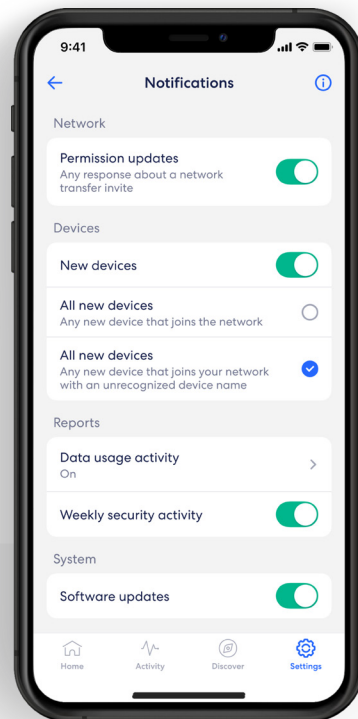 9:41
Notifications
Network
Permission updates
Any response about a network
transfer invite
Devices
New devices
All new devices
Any new device that joins the network
All new devices
Any new device that joins your network
with an unrecognized device name
Reports
Data usage activity
On
Weekly security activity
System
Software updates
Home Activity Discover Settings